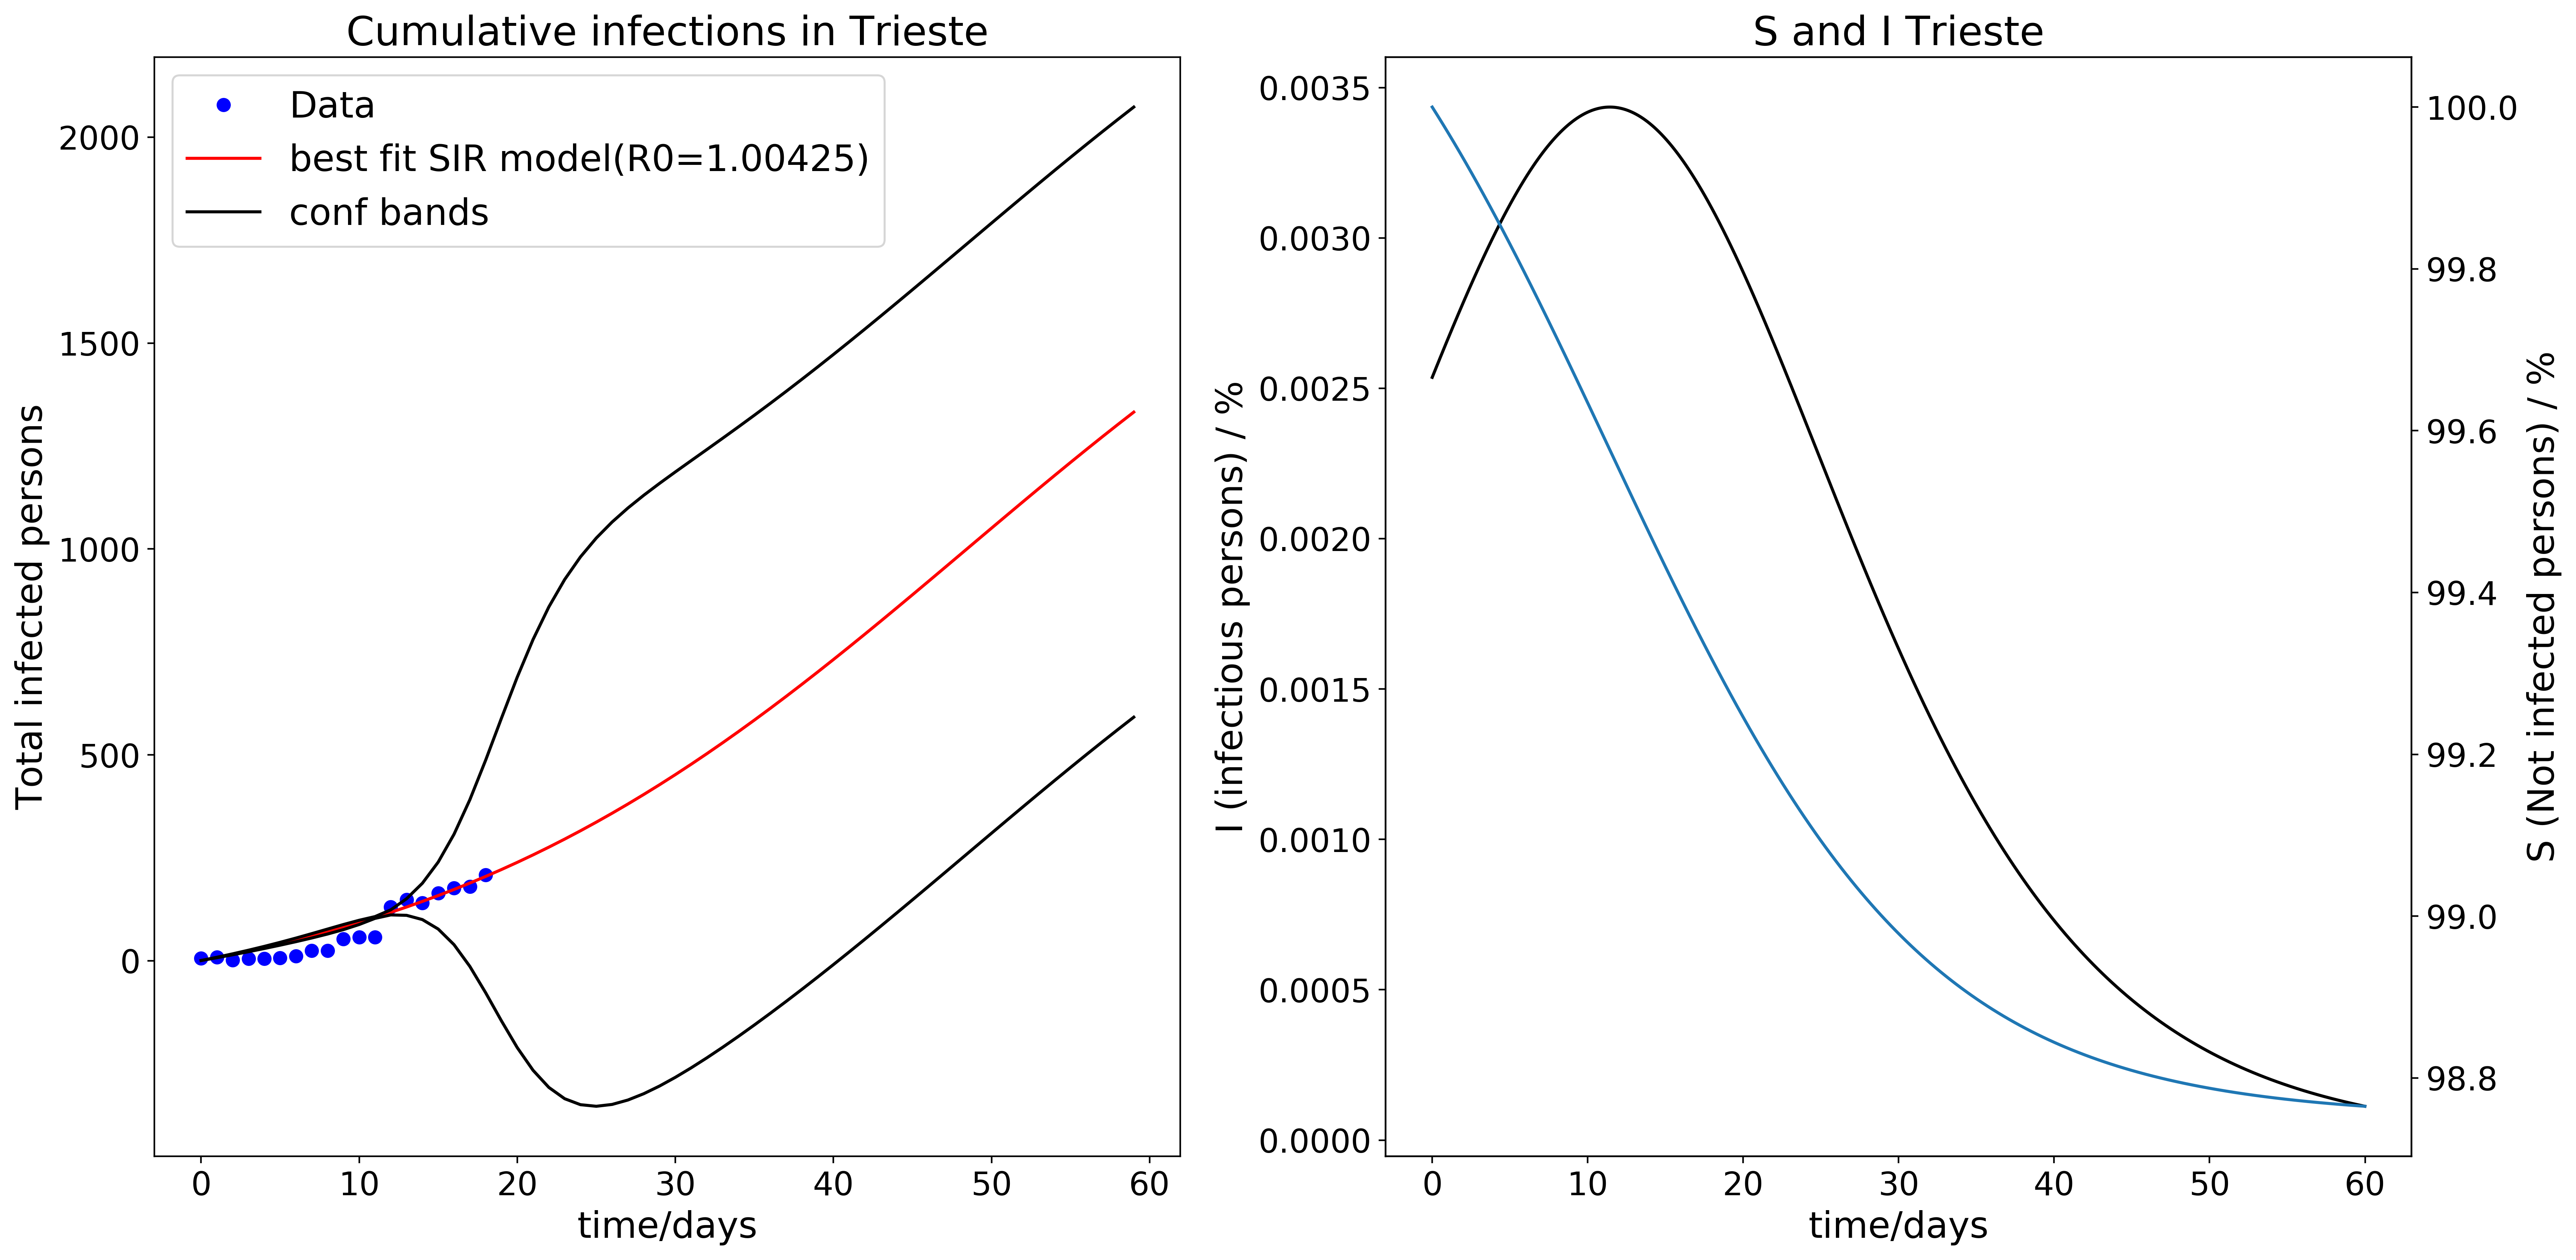 Cumulative infections in Trieste
Data
best fit SIR model(R0=1.00425)
conf bands
Total infected persons
2000
1500
1000
500
0
0 10 20 30 40 50 60
time/days
S and I Trieste
I (infectious persons) / %
0.0035
0.0030
0.0025
0.0020
0.0015
0.0010
0.0005
0.0000
100.0
99.8
99.6
99.4
99.2
99.0
98.8
S (Not infected persons) / %
0 10 20 30 40 50 60
time/days